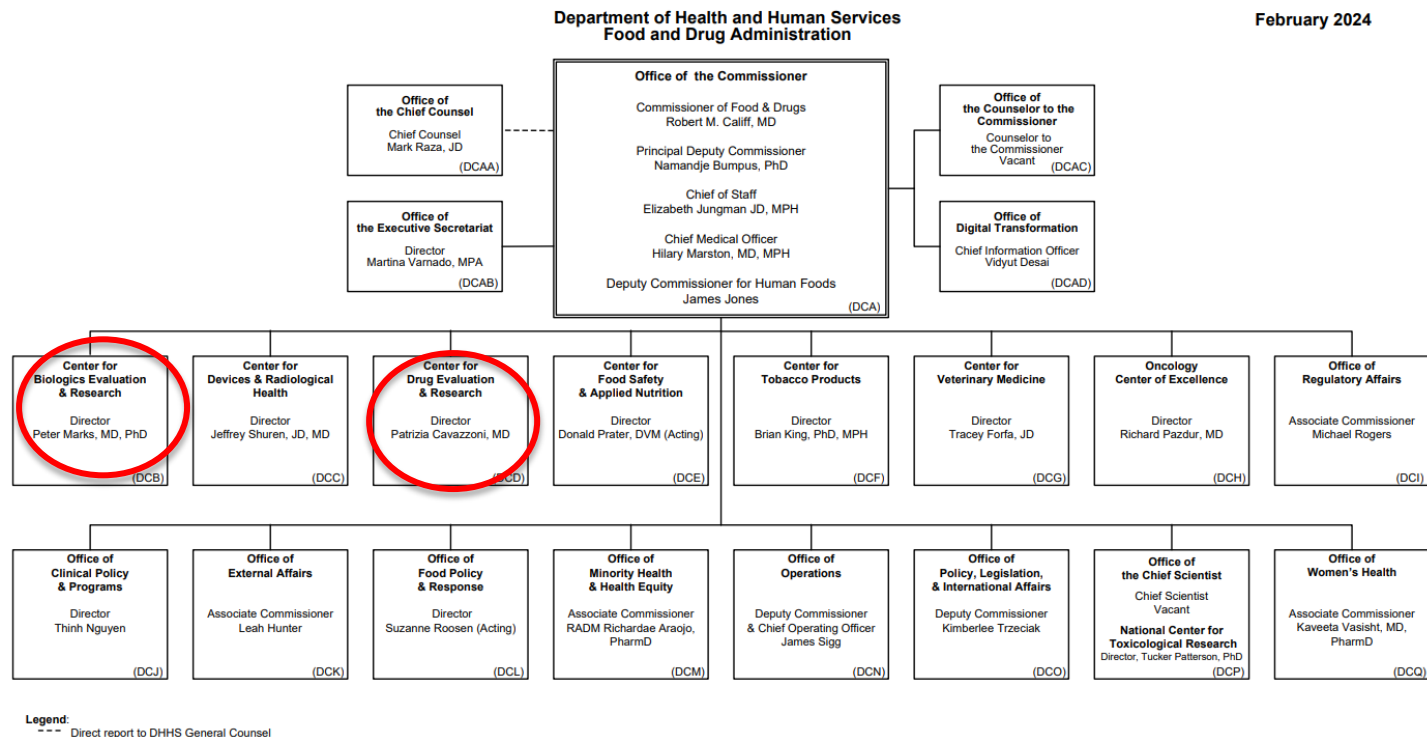 Department of Health and Human Services
Food and Drug Administration
February 2024
Office of the Commissioner
Commissioner of Food & Drugs
Robert M. Califf, MD
Principal Deputy Commissioner
Namandje Bumpus, PhD
Chief of Staff
Elizabeth Jungman JD, MPH
Chief Medical Officer
Hilary Marston, MD, MPH
Deputy Commissioner for Human Foods
James Jones
(DCA)
Office of
the Chief Counsel
Chief Counsel
Mark Raza, JD
(DCAA)
Office of
the Executive Secretariat
Director
Martina Varnado, MPA
(DCAB)
Office of
the Counselor to the
Commissioner
Counselor to
the Commissioner
Vacant
(DCAC)
Office of
Digital Transformation
Chief Information Officer
Vidyut Desai
(DCAD)
Center for
Biologics Evaluation
& Research
Director
Peter Marks, MD, PhD
(DCB)
Center for
Devices & Radiological
Health
Director
Jeffrey Shuren, JD, MD
(DCC)
Center for
Drug Evaluation
& Research
Director
Patrizia Cavazzoni, MD
(DCD)
Center for
Food Safety
& Applied Nutrition
Director
Donald Prater, DVM (Acting)
(DCE)
Center for
Tobacco Products
Director
Brian King, PhD, MPH
(DCF)
Center for
Veterinary Medicine
Director
Tracey Forfa, JD
(DCG)
Oncology
Center of Excellence
Director
Richard Pazdur, MD
(DCH)
Office of
Regulatory Affairs
Associate Commissioner
Michael Rogers
(DCI)
Office of
Clinical Policy
& Programs
Director
Thinh Nguyen
(DCJ)
Office of
External Affairs
Associate Commissioner
Leah Hunter
(DCK)
Office of
Food Policy
& Response
Director
Suzanne Roosen (Acting)
(DCL)
Office of
Minority Health
& Health Equity
Associate Commissioner
RADM Richardae Araojo,
PharmD
(DCM)
Office of
Operations
Deputy Commissioner
& Chief Operating Officer
James Sigg
(DCN)
Office of
Policy, Legislation,
& International Affairs
Deputy Commissioner
Kimberlee Trzeciak
(DCO)
Office of
the Chief Scientist
Chief Scientist
Vacant
National Center for
Toxicological Research
Director, Tucker Patterson, PhD
(DCP)
Office of
Women's Health
Associate Commissioner
Kaveeta Vasisht, MD,
PharmD
(DCQ)
Legend:
---- Direct report to DHHS General Counsel